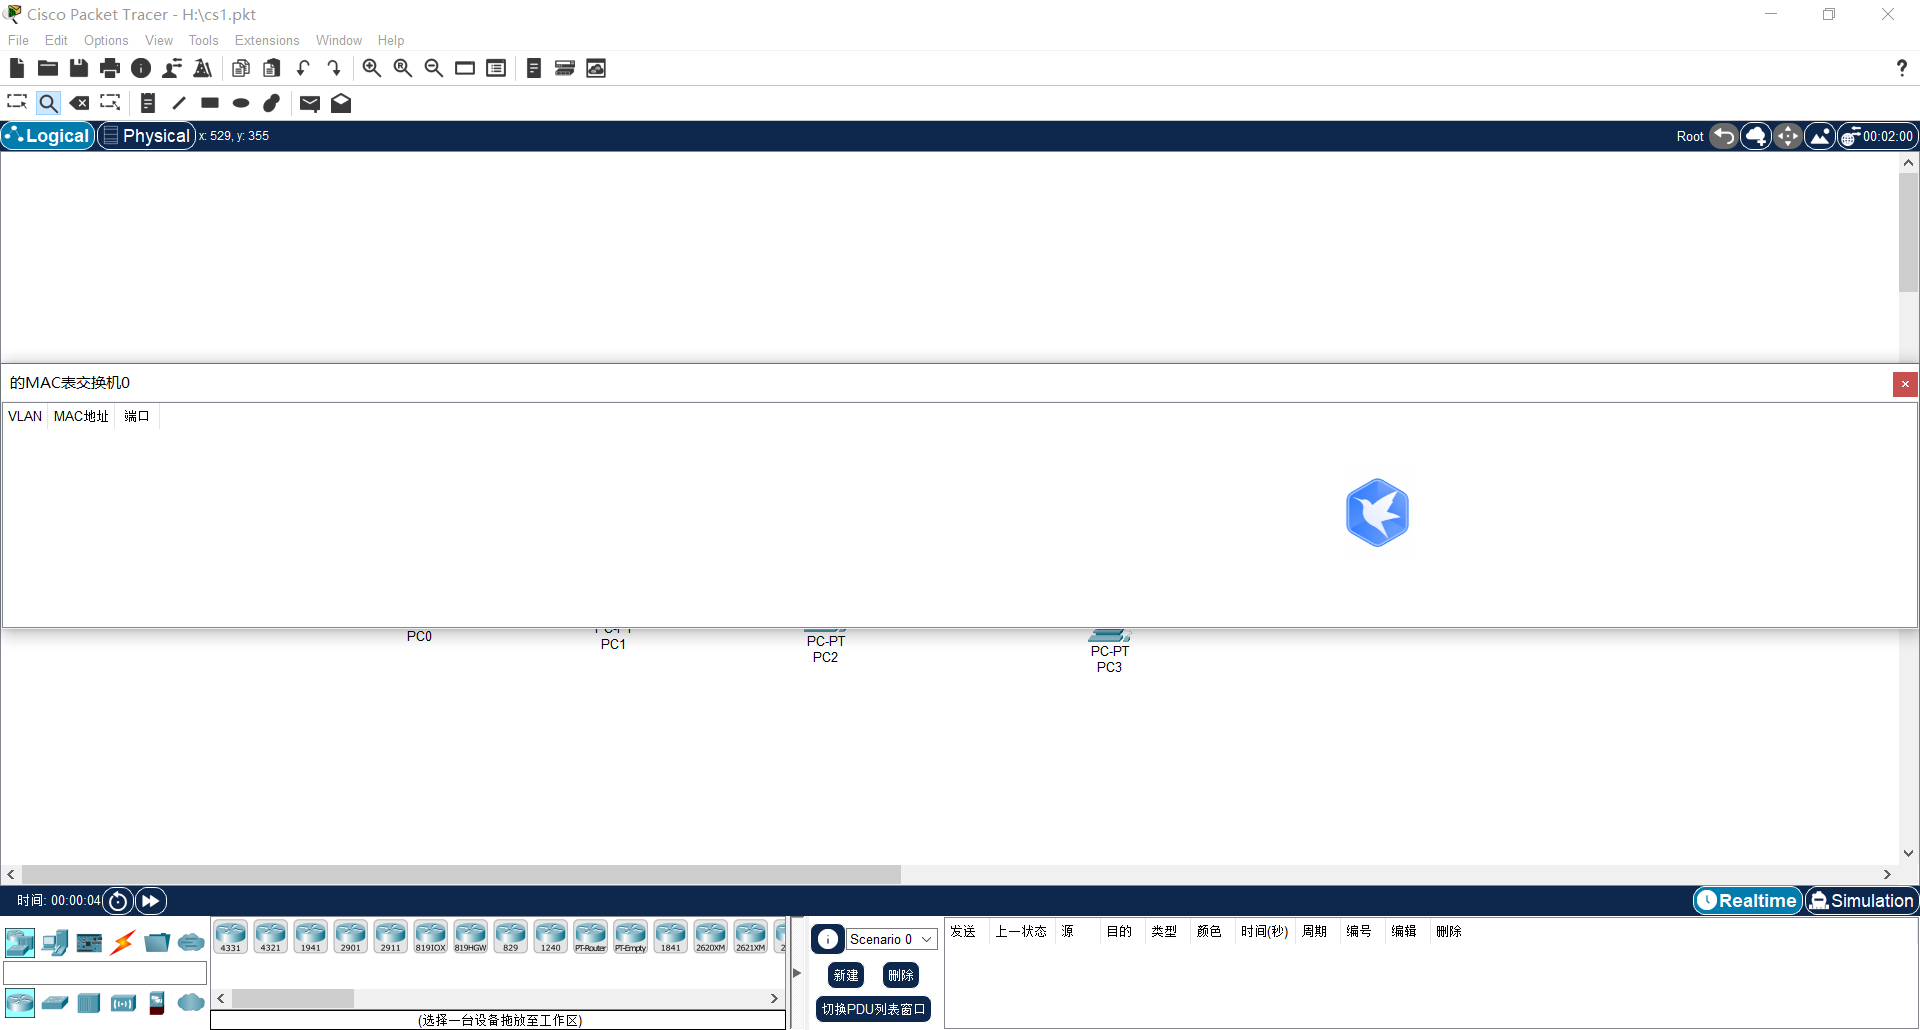 Cisco Packet Tracer - H:\cs1.pkt
File Edit Options View Tools Extensions Window Help
?
Logical Physical x: 529, y: 355 Root 00:02:00
的MAC表交换机0
VLAN MAC地址 端口
PC0
PC-PT
PC1
PC-PT
PC2
PC-PT
PC3
时间: 00:00:04 Realtime Simulation
4331 4321 1941 2901 2911 819IOX 819HGW 829 1240 PT-Router PT-Empty 1841 2620XM 2621XM 2
(选择一台设备拖放至工作区)
Scenario 0
新建 删除
切换PDU列表窗口
发送 上一状态 源 目的 类型 颜色 时间(秒) 周期 编号 编辑 删除